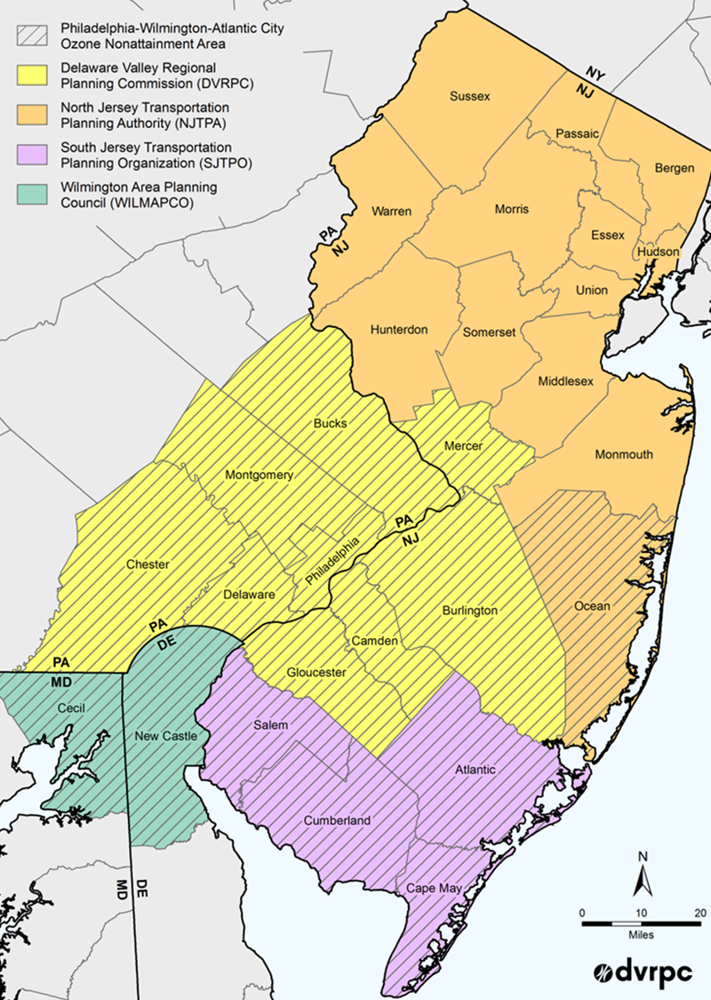 Philadelphia-Wilmington-Atlantic City
Ozone Nonattainment Area
Delaware Valley Regional
Planning Commission (DVRPC)
North Jersey Transportation
Planning Authority (NJTPA)
South Jersey Transportation
Planning Organization (SJTPO)
Wilmington Area Planning
Council (WILMAPCO)
NY
NJ
Sussex
Passaic
Bergen
Warren
Morris
PA
NJ
Essex
Hudson
Union
Hunterdon
Somerset
Middlesex
Bucks
Mercer
Monmouth
Montgomery
PA
NJ
Philadelphia
Chester
Delaware
Burlington
Ocean
PA
DE
Camden
PA
MD
Gloucester
Cecil
New Castle
Salem
Atlantic
Cumberland
Cape May
MD
DE
N
0 10 20
Miles
dvrpc